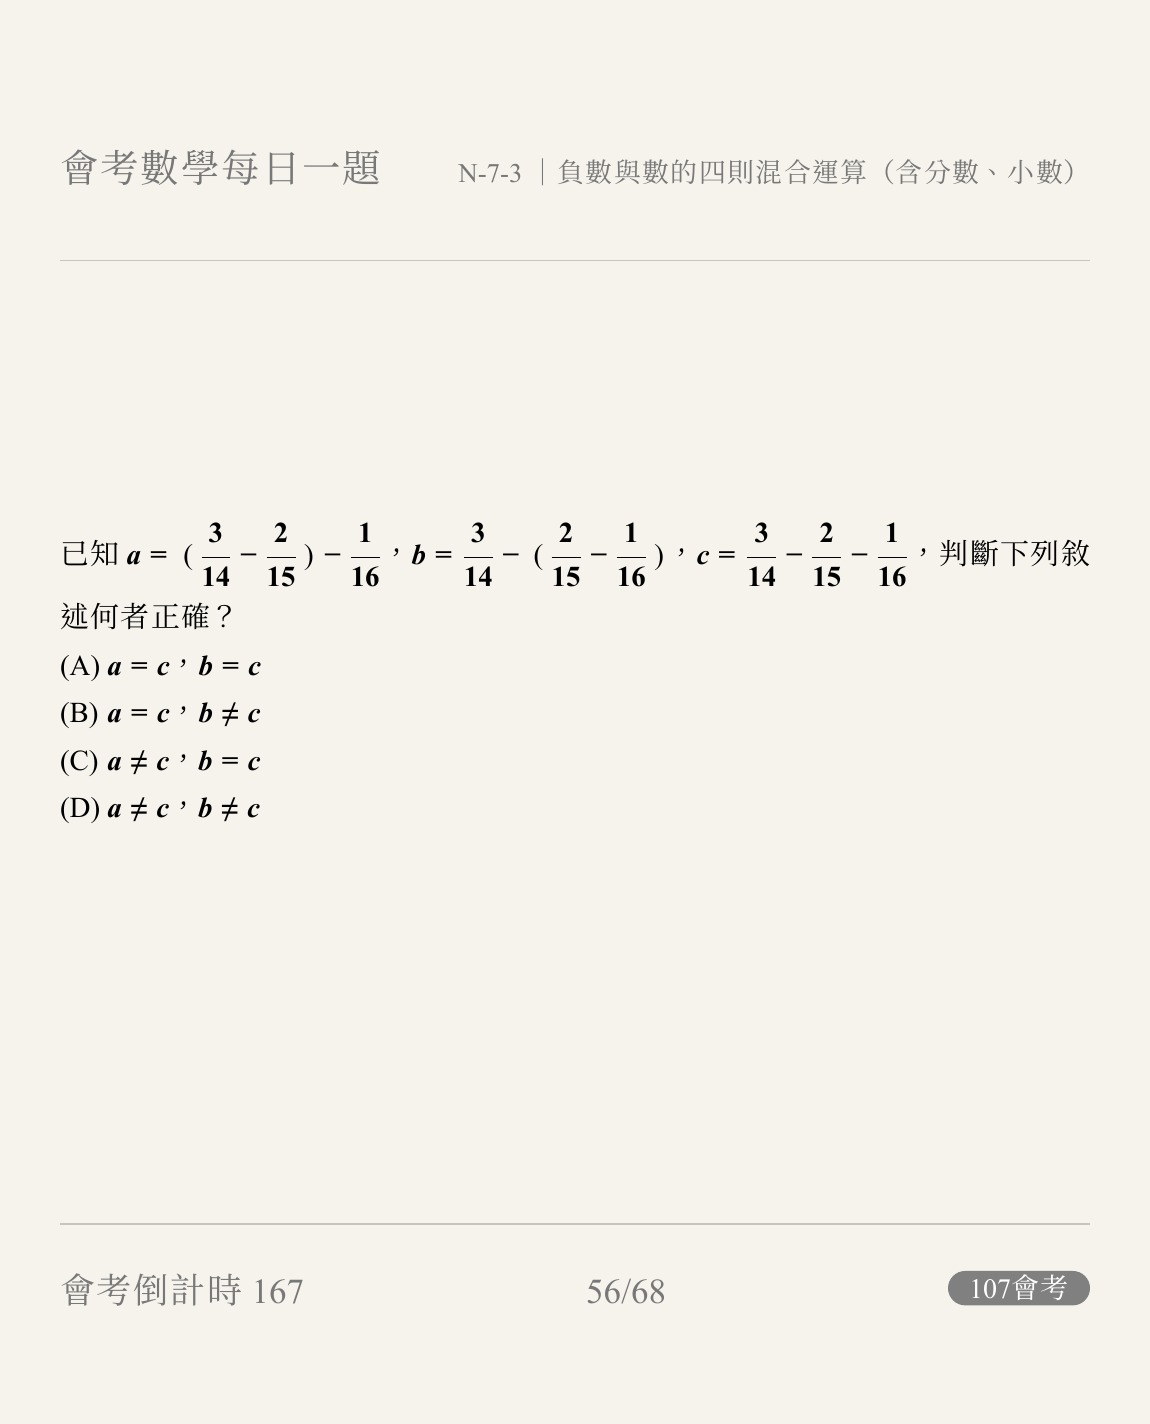 會考數學每日一題 N-7-3｜負數與數的四則混合運算（含分數、小數）
已知 a = ( 3/14 − 2/15 ) − 1/16，b = 3/14 − ( 2/15 − 1/16 )，c = 3/14 − 2/15 − 1/16，判斷下列敘
述何者正確？
(A) a = c，b = c
(B) a = c，b ≠ c
(C) a ≠ c，b = c
(D) a ≠ c，b ≠ c
會考倒計時 167 56/68 107會考